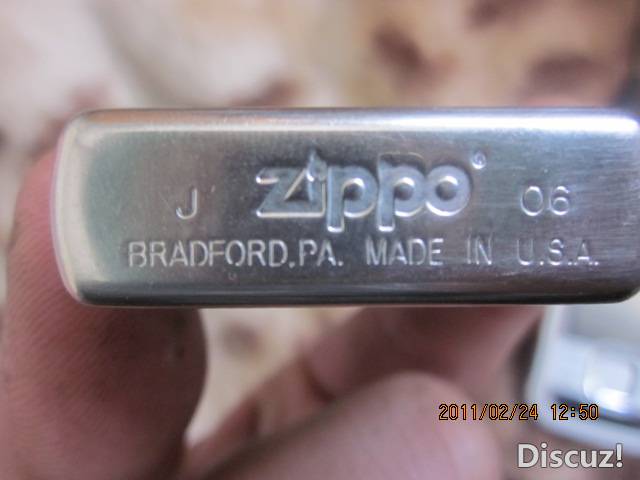 J zippo® 06
BRADFORD,PA. MADE IN U.S.A.
2011/02/24 12:50
Discuz!